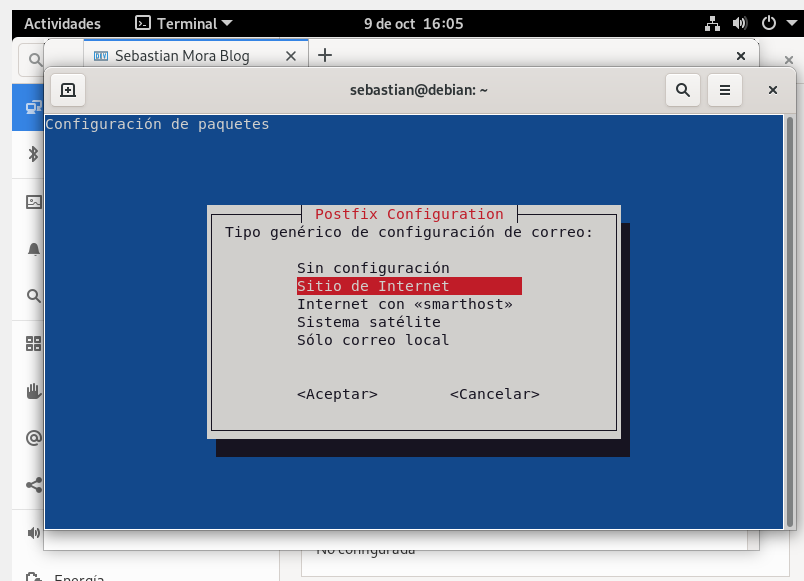 Actividades Terminal 9 de oct 16:05
Sebastian Mora Blog
sebastian@debian: ~
Configuración de paquetes
Postfix Configuration
Tipo genérico de configuración de correo:
Sin configuración
Sitio de Internet
Internet con «smarthost»
Sistema satélite
Sólo correo local
<Aceptar> <Cancelar>
No configurada
Energía